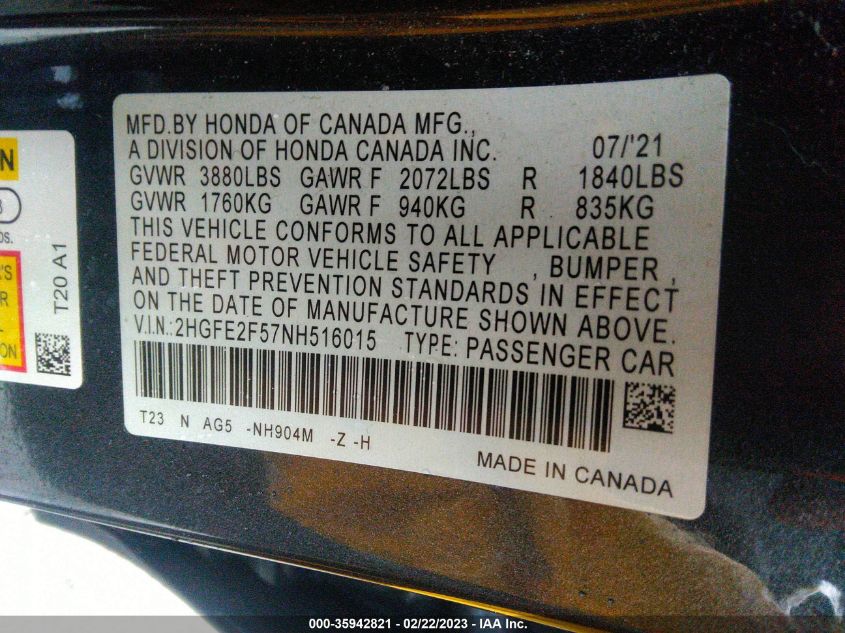 N
3
DS.
'S
R
L-
ION
T20 A1
MFD.BY HONDA OF CANADA MFG.,
A DIVISION OF HONDA CANADA INC. 07/'21
GVWR 3880LBS GAWR F 2072LBS R 1840LBS
GVWR 1760KG GAWR F 940KG R 835KG
THIS VEHICLE CONFORMS TO ALL APPLICABLE
FEDERAL MOTOR VEHICLE SAFETY , BUMPER ,
AND THEFT PREVENTION STANDARDS IN EFFECT
ON THE DATE OF MANUFACTURE SHOWN ABOVE.
V.I.N.:2HGFE2F57NH516015 TYPE: PASSENGER CAR
T23 N AG5 -NH904M -Z -H
MADE IN CANADA
000-35942821 - 02/22/2023 - IAA Inc.